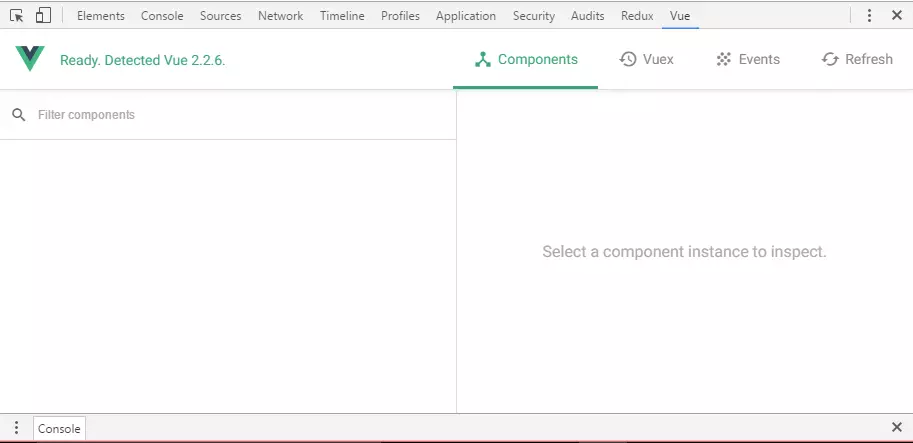 Elements Console Sources Network Timeline Profiles Application Security Audits Redux Vue
Ready. Detected Vue 2.2.6. Components Vuex Events Refresh
Filter components
Select a component instance to inspect.
Console